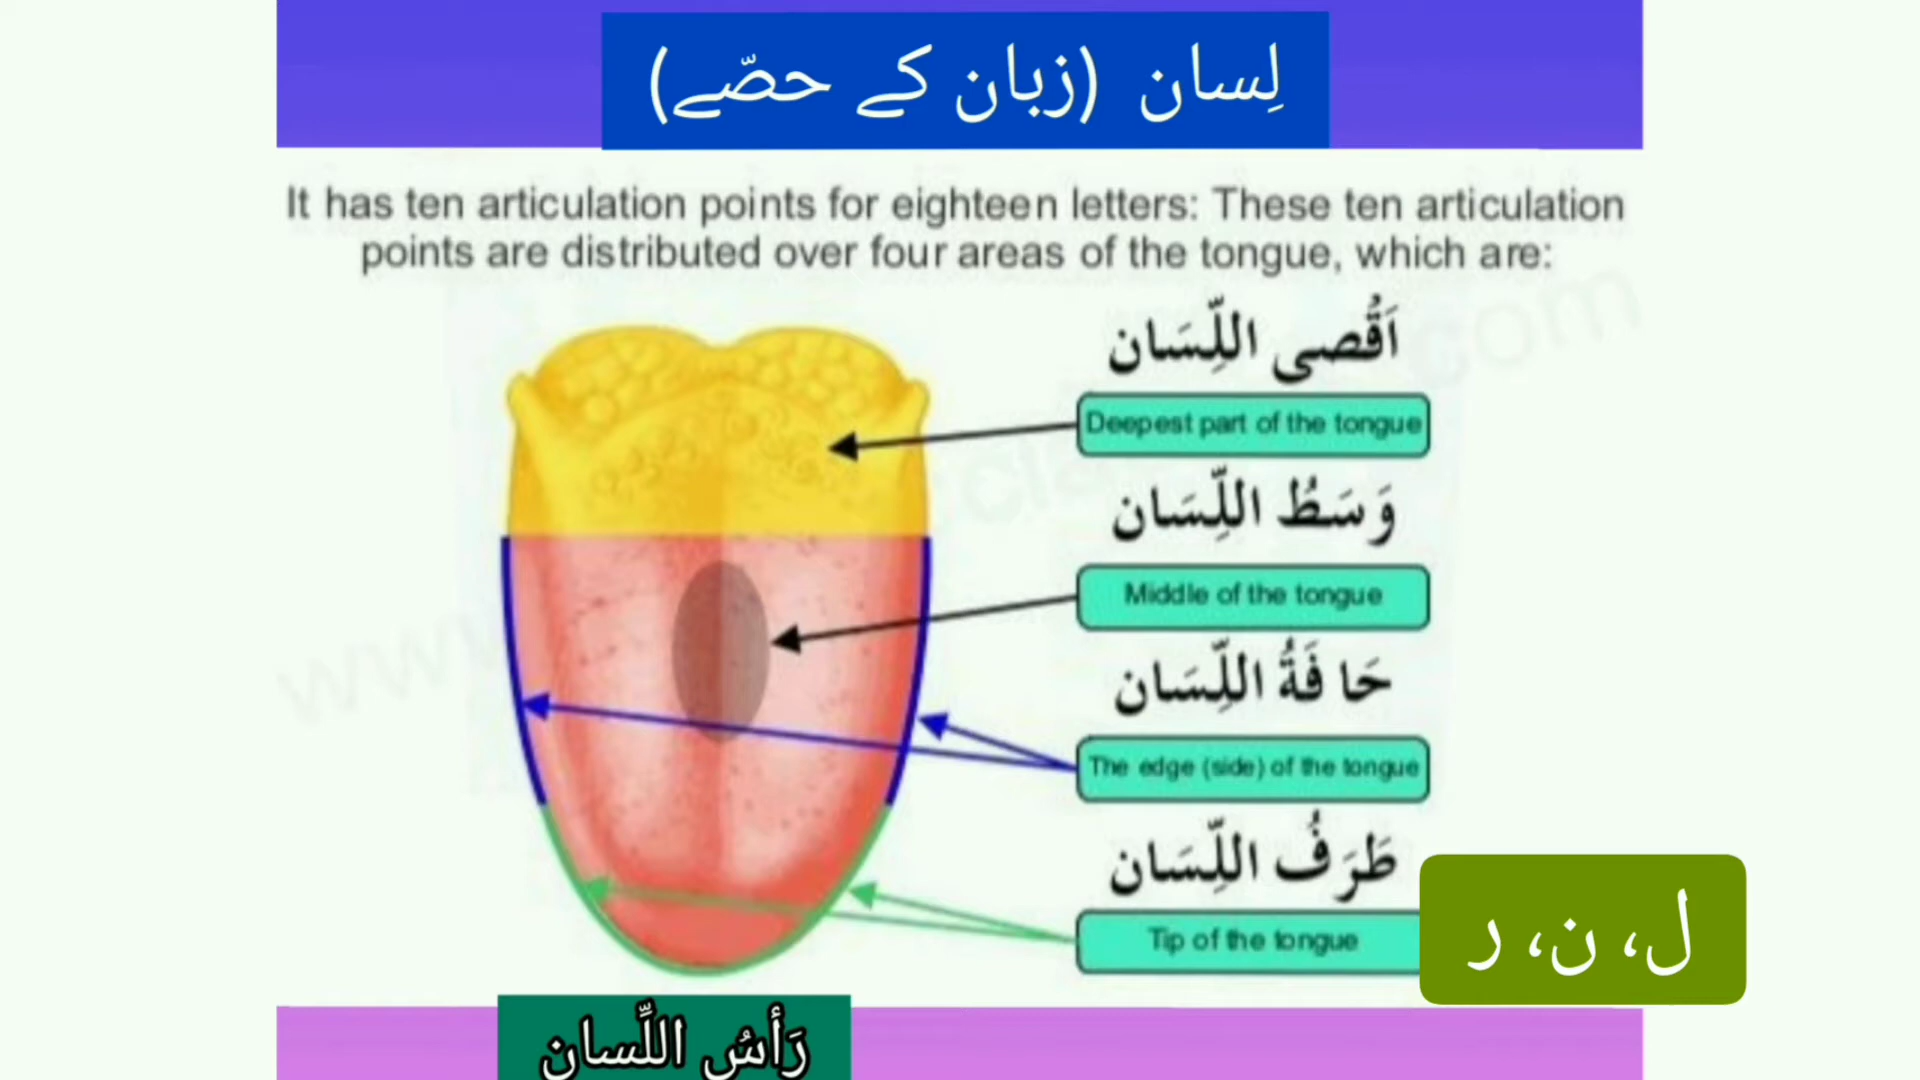 لِسان (زبان کے حصّے)
It has ten articulation points for eighteen letters: These ten articulation
points are distributed over four areas of the tongue, which are:
اَقُصى اللِّسَان
Deepest part of the tongue
وَسَطُ اللِّسَان
Middle of the tongue
حَا فَةُ اللِّسَان
The edge (side) of the tongue
طَرَفُ اللِّسَان
Tip of the tongue
ل، ن، ر
رَأسُ اللَّسان